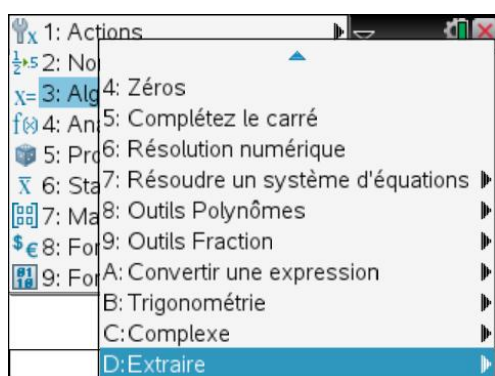 1: Actions
2: No
3: Alg
4: An
5: Pro
6: Sta
7: Ma
8: For
9: For
4: Zéros
5: Complétez le carré
6: Résolution numérique
7: Résoudre un système d'équations
8: Outils Polynômes
9: Outils Fraction
A: Convertir une expression
B: Trigonométrie
C: Complexe
D: Extraire